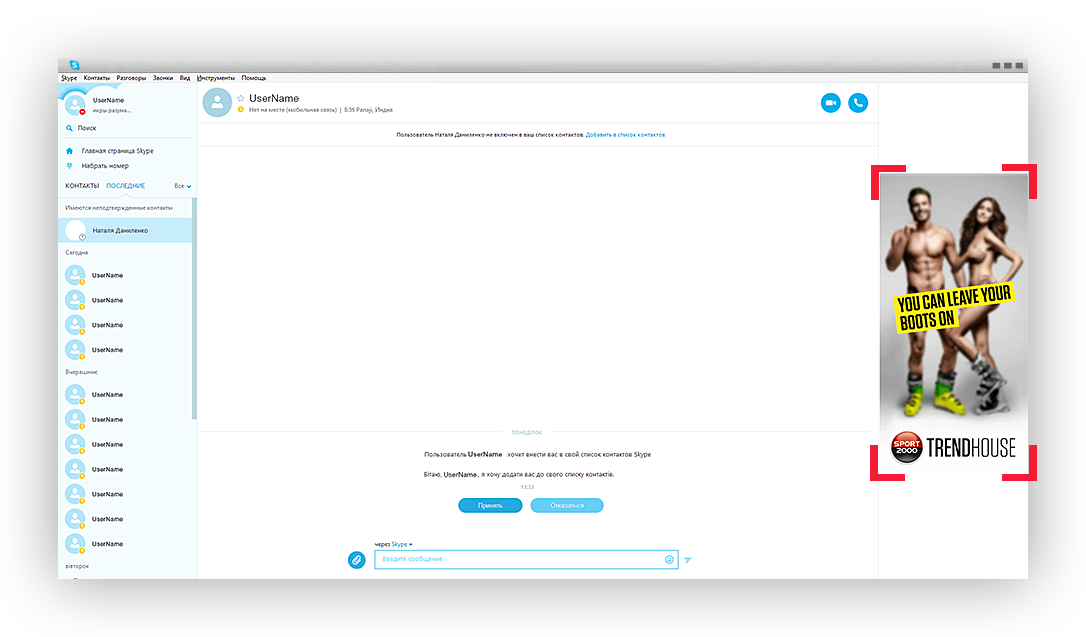 Skype Контакты Разговоры Звонки Вид Инструменты Помощь
UserName
икры разума...
Поиск
Главная страница Skype
Набрать номер
КОНТАКТЫ ПОСЛЕДНИЕ Все
Имеются неподтвержденные контакты
Наталя Даниленко
Сегодня
UserName
UserName
UserName
UserName
Вчерашние
UserName
UserName
UserName
UserName
UserName
UserName
UserName
вівторок
UserName
Нет на месте (мобильная связь) | 8:36 Panaji, Индия
Пользователь Наталя Даниленко не включен в ваш список контактов. Добавить в список контактов
понеділок
Пользователь UserName хочет внести вас в свой список контактов Skype
Вітаю, UserName, я хочу додати вас до свого списку контактів.
13:33
Принять Отказаться
через Skype
Введите сообщение
YOU CAN LEAVE YOUR
BOOTS ON
SPORT
2000
TRENDHOUSE